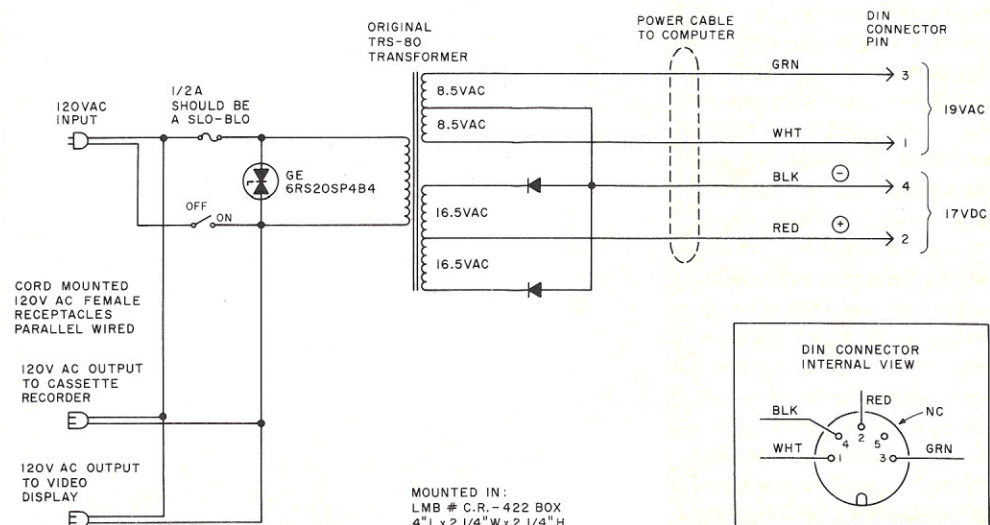 ORIGINAL
TRS-80
TRANSFORMER
POWER CABLE
TO COMPUTER
DIN
CONNECTOR
PIN
120VAC
INPUT
1/2A
SHOULD BE
A SLO-BLO
GE
6RS20SP4B4
OFF
ON
8.5VAC
8.5VAC
16.5VAC
16.5VAC
GRN
3
19VAC
WHT
1
BLK
−
4
17VDC
RED
+
2
CORD MOUNTED
120V AC FEMALE
RECEPTACLES
PARALLEL WIRED
120V AC OUTPUT
TO CASSETTE
RECORDER
120V AC OUTPUT
TO VIDEO
DISPLAY
MOUNTED IN:
LMB # C.R.-422 BOX
4"L x 2 1/4"W x 2 1/4"H
DIN CONNECTOR
INTERNAL VIEW
BLK
RED
NC
4
2
5
WHT
1
3
GRN